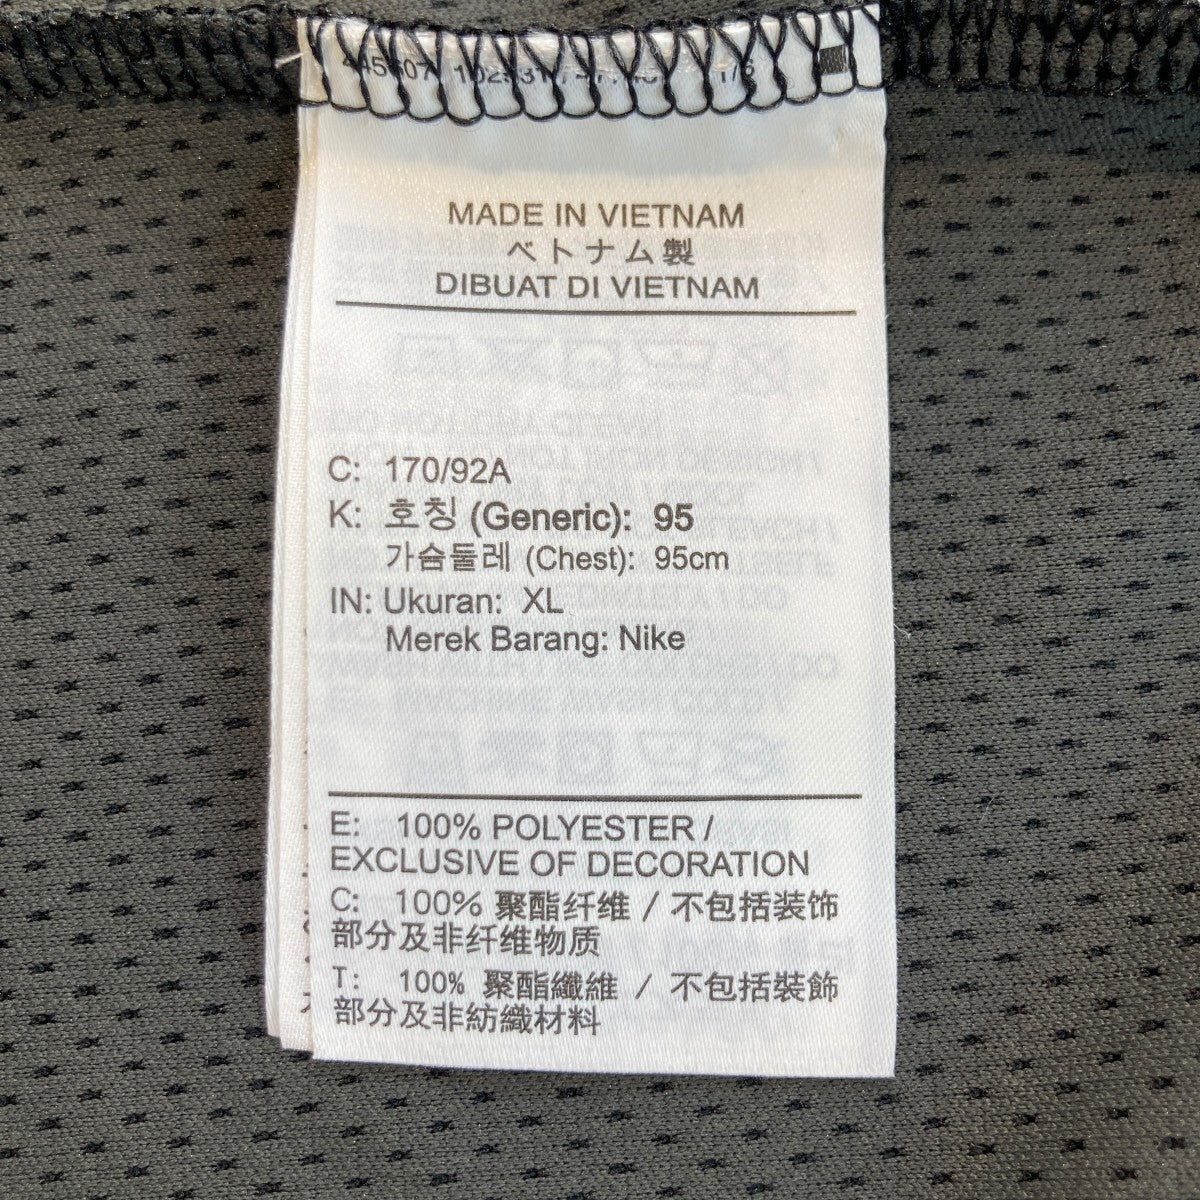 MADE IN VIETNAM
ベトナム製
DIBUAT DI VIETNAM
C: 170/92A
K: 호칭 (Generic): 95
가슴둘레 (Chest): 95cm
IN: Ukuran: XL
Merek Barang: Nike
E: 100% POLYESTER /
EXCLUSIVE OF DECORATION
C: 100% 聚酯纤维 / 不包括装饰
部分及非纤维物质
T: 100% 聚酯纖維 / 不包括裝飾
部分及非紡織材料